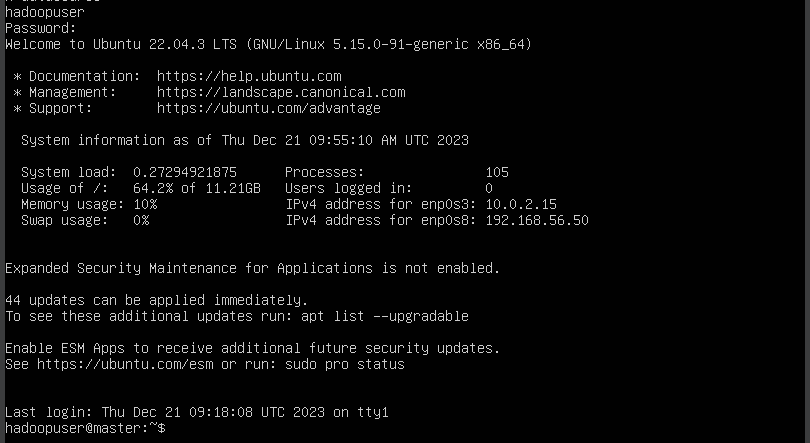 hadoopuser
Password:
Welcome to Ubuntu 22.04.3 LTS (GNU/Linux 5.15.0-91-generic x86_64)
* Documentation:  https://help.ubuntu.com
* Management:     https://landscape.canonical.com
* Support:        https://ubuntu.com/advantage
System information as of Thu Dec 21 09:55:10 AM UTC 2023
System load:  0.27294921875      Processes:               105
Usage of /:   64.2% of 11.21GB   Users logged in:         0
Memory usage: 10%                IPv4 address for enp0s3: 10.0.2.15
Swap usage:   0%                 IPv4 address for enp0s8: 192.168.56.50
Expanded Security Maintenance for Applications is not enabled.
44 updates can be applied immediately.
To see these additional updates run: apt list --upgradable
Enable ESM Apps to receive additional future security updates.
See https://ubuntu.com/esm or run: sudo pro status
Last login: Thu Dec 21 09:18:08 UTC 2023 on tty1
hadoopuser@master:~$